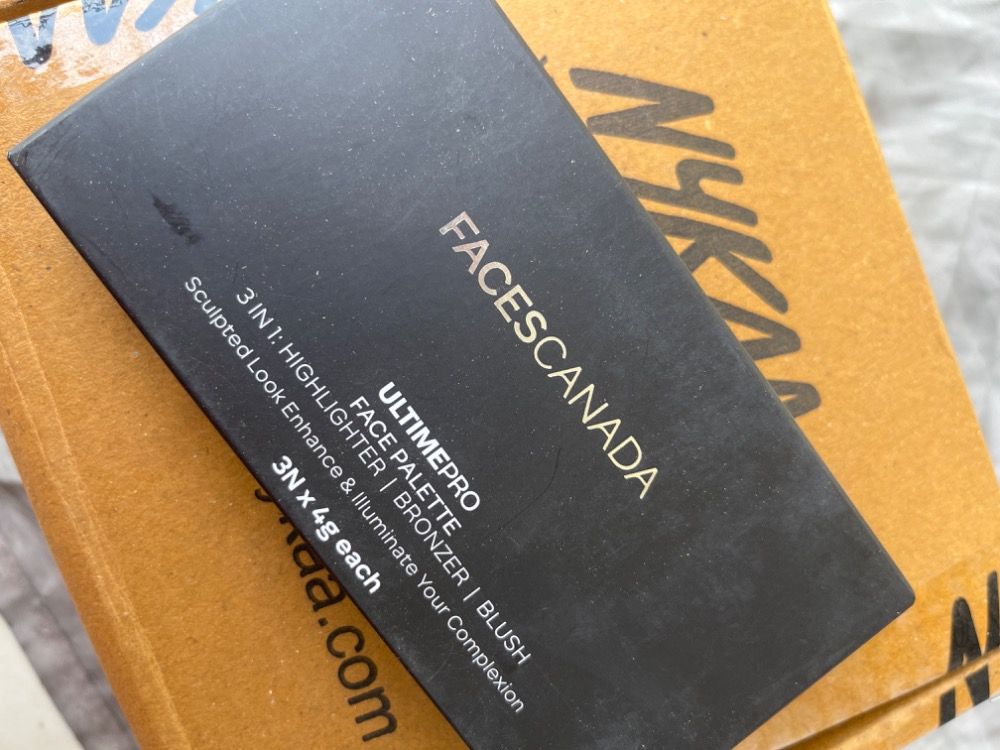 NYKAA
FACESCANADA
ULTIMEPRO
FACE PALETTE
3 IN 1: HIGHLIGHTER | BRONZER | BLUSH
Sculpted Look Enhance & Illuminate Your Complexion
3N x 4g each
kaa.com
N